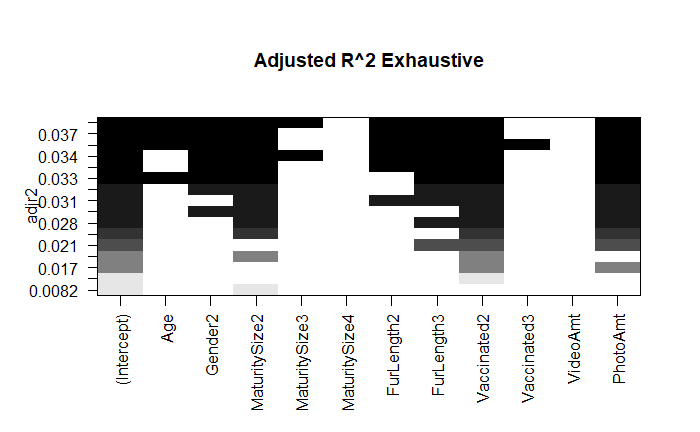 Adjusted R^2 Exhaustive
adjr2
0.037
0.034
0.033
0.031
0.028
0.021
0.017
0.0082
(Intercept)
Age
Gender2
MaturitySize2
MaturitySize3
MaturitySize4
FurLength2
FurLength3
Vaccinated2
Vaccinated3
VideoAmt
PhotoAmt